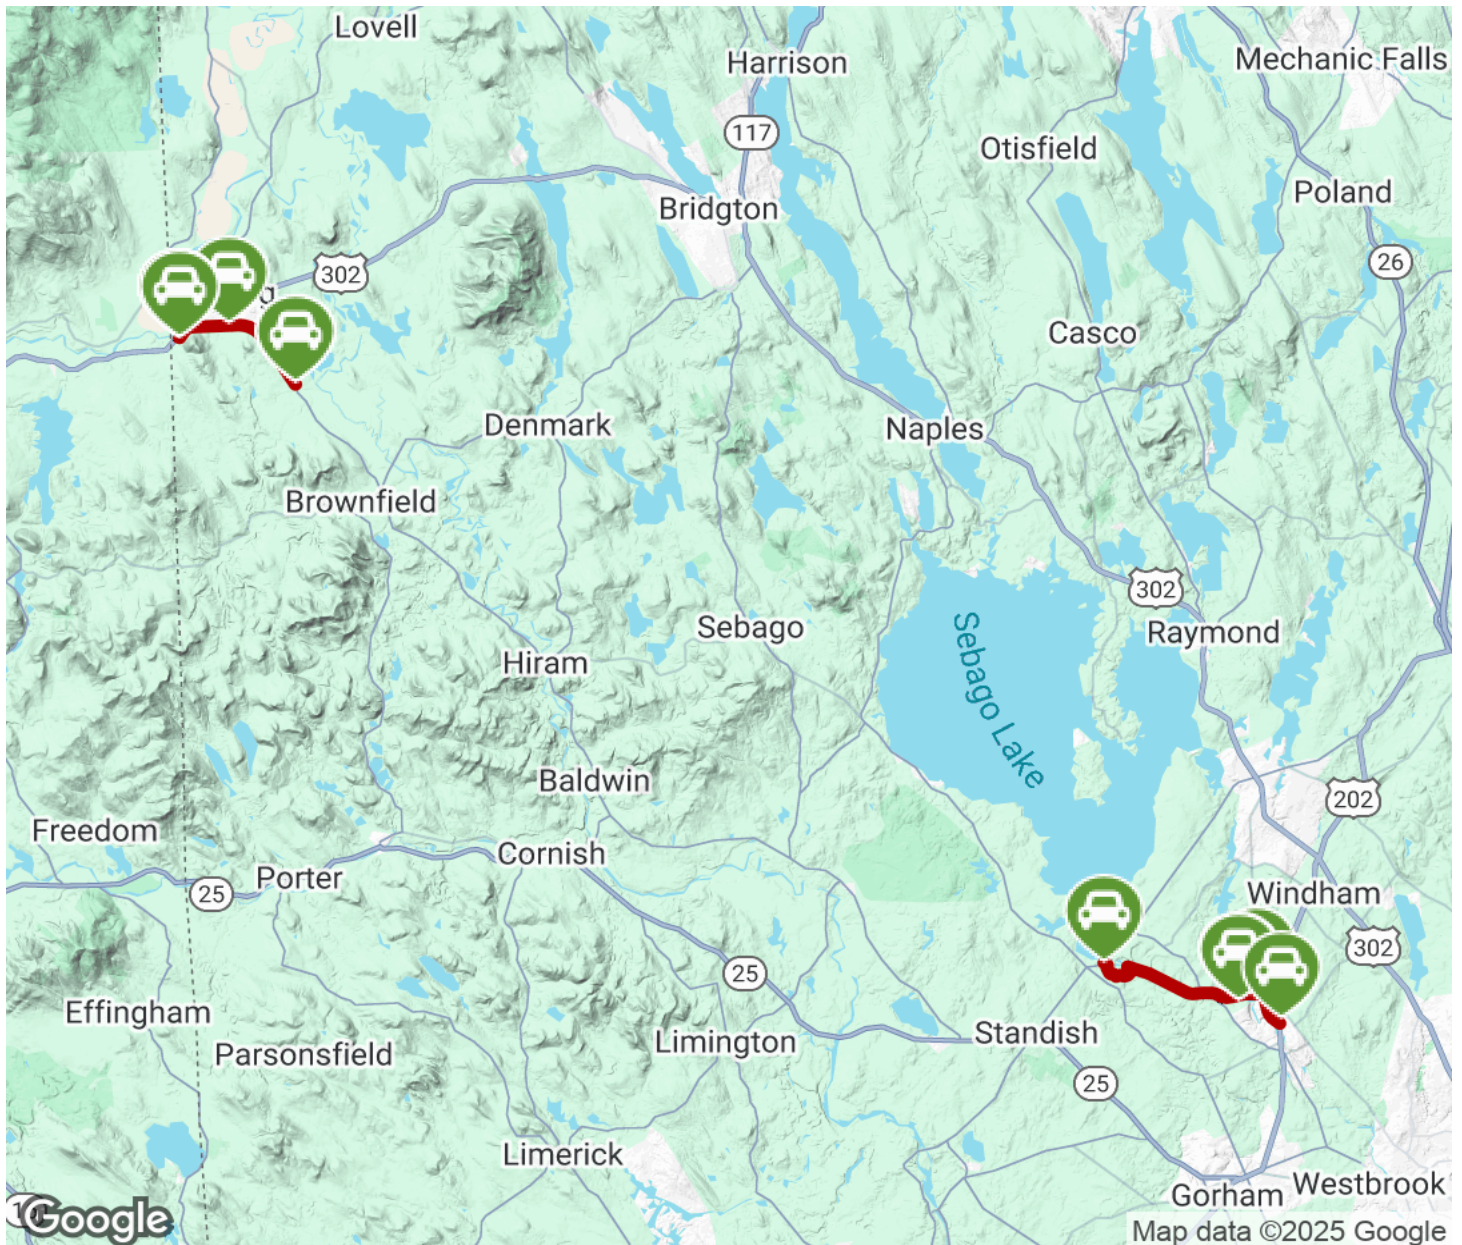 Lovell
Harrison
Mechanic Falls
117
Otisfield
Poland
Bridgton
26
302
g
Casco
Denmark
Naples
Brownfield
302
Raymond
Sebago
Sebago Lake
Hiram
Baldwin
202
Freedom
Cornish
Porter
25
Windham
302
25
Effingham
Limington
Standish
Parsonsfield
25
Limerick
Gorham
Westbrook
Google
Map data ©2025 Google